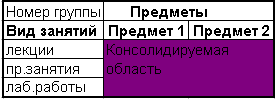 Номер группы Предметы
Вид занятий Предмет 1 Предмет 2
лекции Консолидируемая
пр.занятия область
лаб.работы